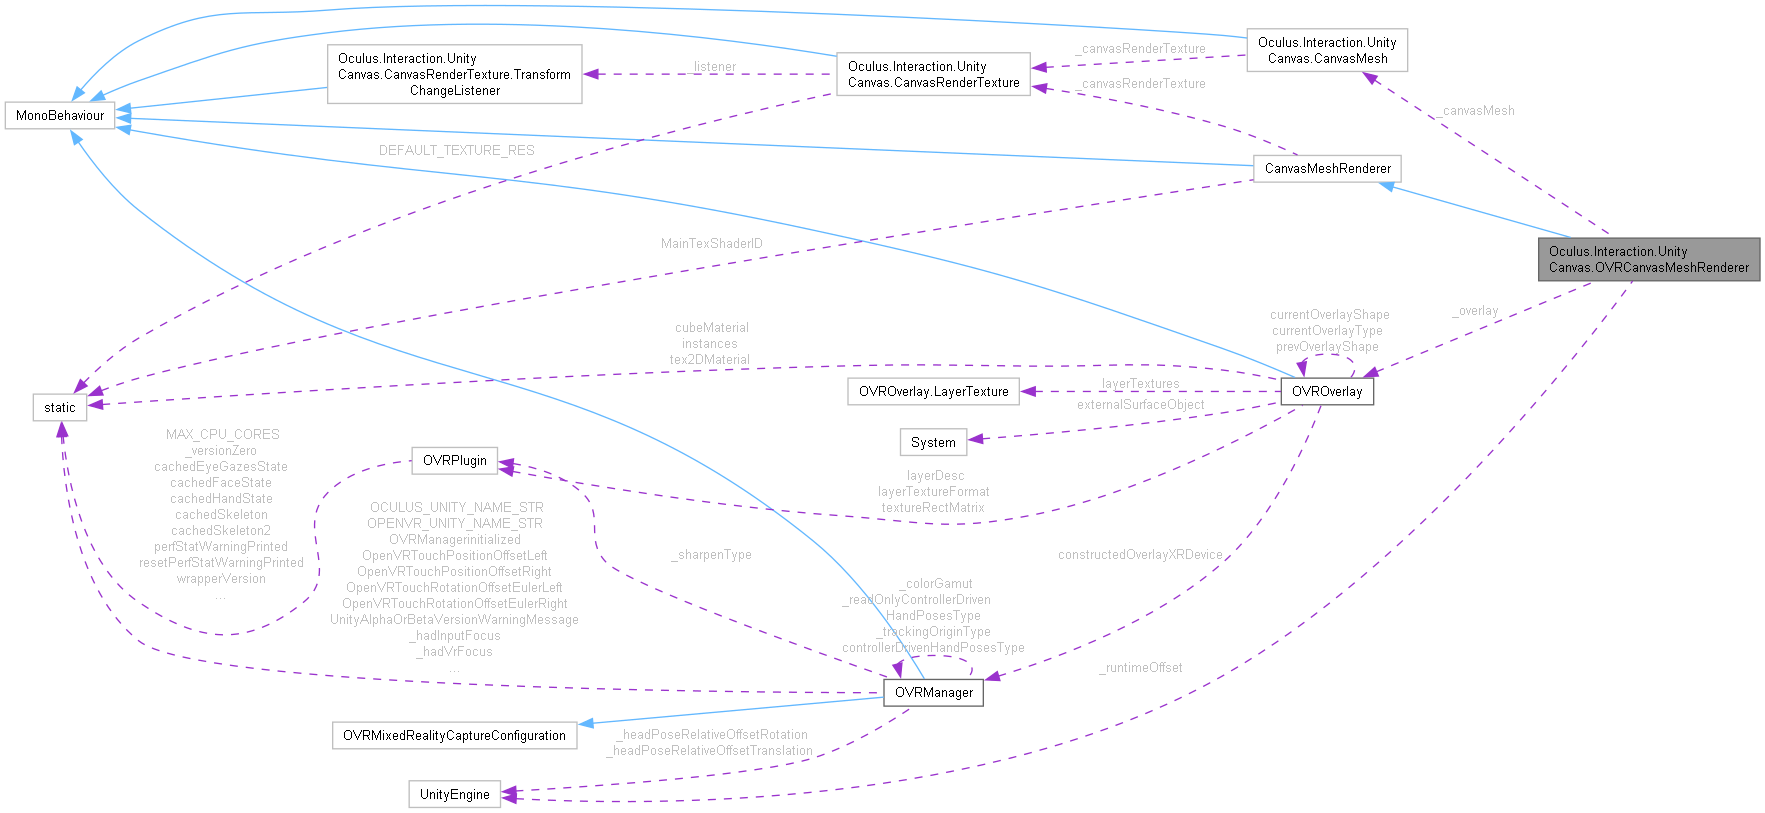 Oculus.Interaction.Unity
Canvas.CanvasMesh
_canvasRenderTexture
Oculus.Interaction.Unity
Canvas.CanvasRenderTexture.Transform
ChangeListener
_listener
Oculus.Interaction.Unity
Canvas.CanvasRenderTexture
_canvasRenderTexture
MonoBehaviour
_canvasMesh
DEFAULT_TEXTURE_RES
CanvasMeshRenderer
MainTexShaderID
Oculus.Interaction.Unity
Canvas.OVRCanvasMeshRenderer
_overlay
currentOverlayShape
currentOverlayType
prevOverlayShape
cubeMaterial
instances
tex2DMaterial
OVROverlay
OVROverlay.LayerTexture
layerTextures
externalSurfaceObject
static
System
MAX_CPU_CORES
_versionZero
cachedEyeGazesState
cachedFaceState
cachedHandState
cachedSkeleton
cachedSkeleton2
perfStatWarningPrinted
resetPerfStatWarningPrinted
wrapperVersion
...
OVRPlugin
layerDesc
layerTextureFormat
textureRectMatrix
OCULUS_UNITY_NAME_STR
OPENVR_UNITY_NAME_STR
OVRManagerinitialized
OpenVRTouchPositionOffsetLeft
OpenVRTouchPositionOffsetRight
OpenVRTouchRotationOffsetEulerLeft
OpenVRTouchRotationOffsetEulerRight
UnityAlphaOrBetaVersionWarningMessage
_hadInputFocus
_hadVrFocus
...
_sharpenType
constructedOverlayXRDevice
_colorGamut
_readOnlyControllerDriven
HandPosesType
_trackingOriginType
controllerDrivenHandPosesType
_runtimeOffset
OVRManager
OVRMixedRealityCaptureConfiguration
_headPoseRelativeOffsetRotation
_headPoseRelativeOffsetTranslation
UnityEngine